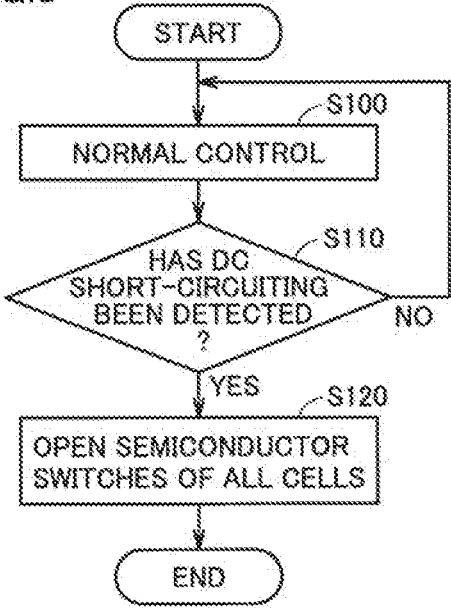 START
S100
NORMAL CONTROL
S110
HAS DC
SHORT-CIRCUITING
BEEN DETECTED
?
NO
YES
S120
OPEN SEMICONDUCTOR
SWITCHES OF ALL CELLS
END